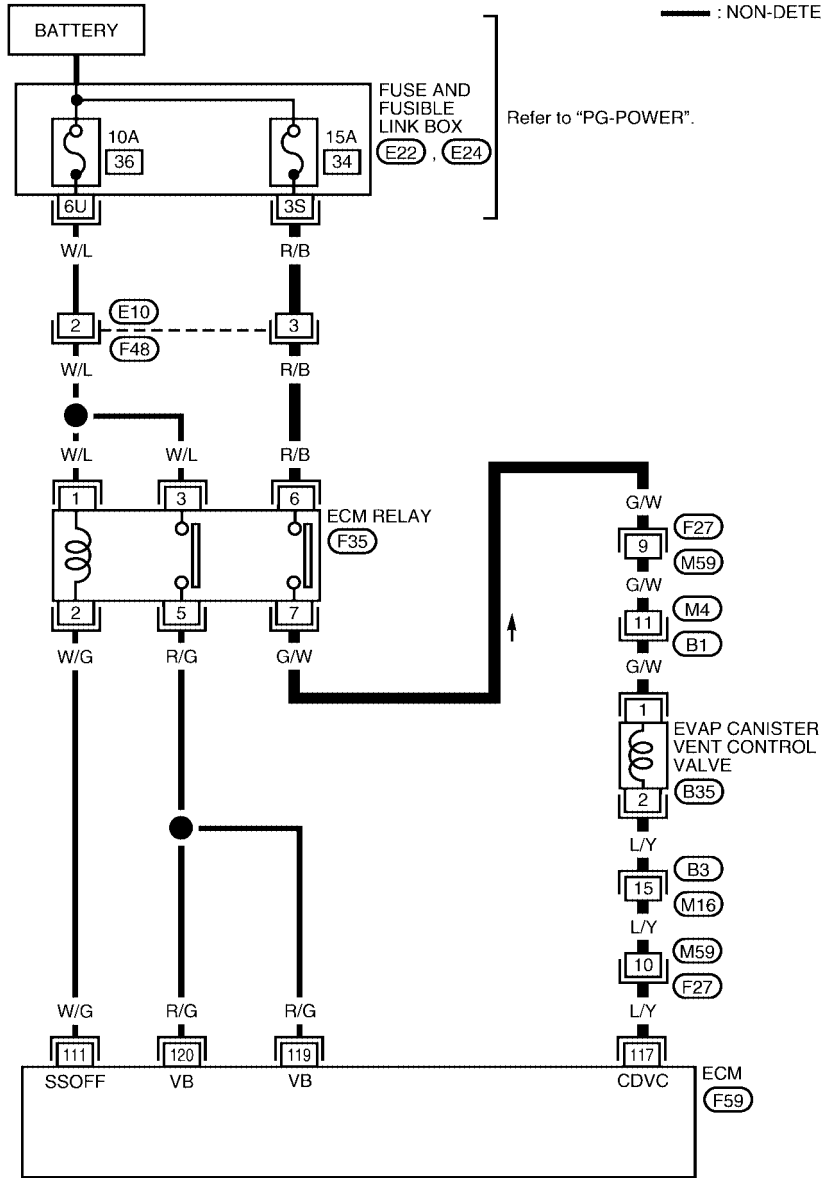 : NON-DETE
BATTERY
FUSE AND
FUSIBLE
LINK BOX
E22 , E24
Refer to "PG-POWER".
10A
36
15A
34
6U
3S
W/L
R/B
2
E10
F48
3
W/L
R/B
W/L
W/L
R/B
1
3
6
ECM RELAY
F35
2
5
7
W/G
R/G
G/W
G/W
9
F27
M59
G/W
11
M4
B1
G/W
1
EVAP CANISTER
VENT CONTROL
VALVE
B35
2
L/Y
15
B3
M16
L/Y
10
M59
F27
W/G
R/G
R/G
L/Y
111
120
119
117
SSOFF
VB
VB
CDVC
ECM
F59